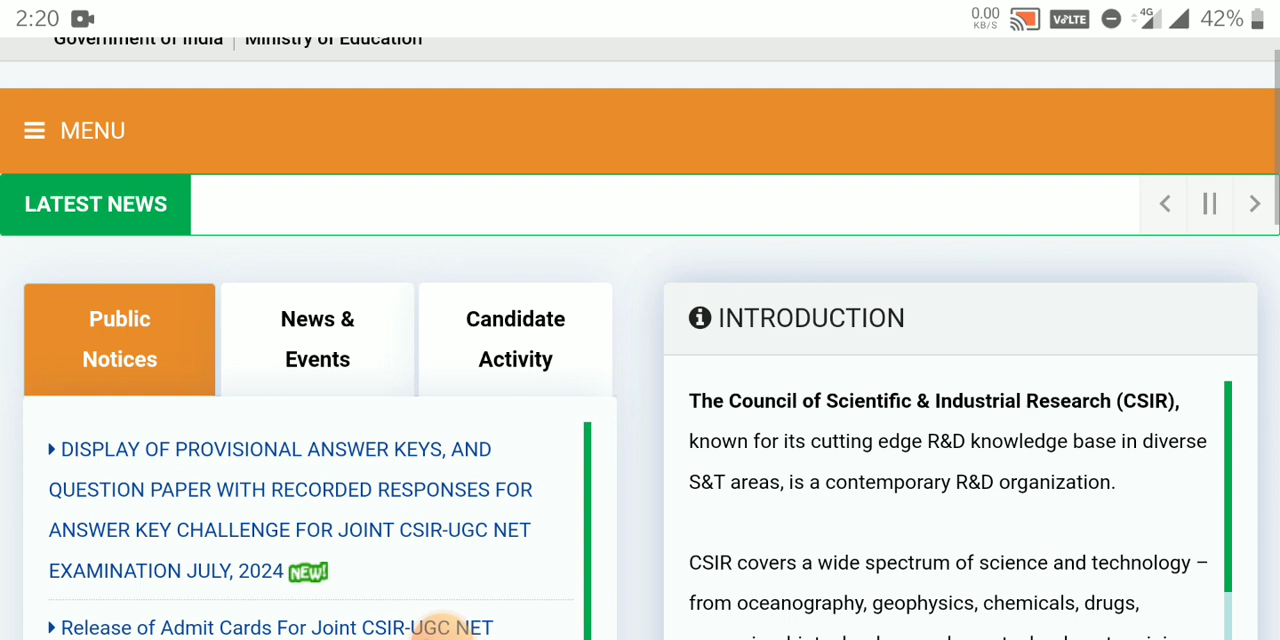 2:20
0.00
KB/S
VoLTE
4G
42%
Government of India | Ministry of Education
MENU
LATEST NEWS
Public
Notices
News &
Events
Candidate
Activity
DISPLAY OF PROVISIONAL ANSWER KEYS, AND
QUESTION PAPER WITH RECORDED RESPONSES FOR
ANSWER KEY CHALLENGE FOR JOINT CSIR-UGC NET
EXAMINATION JULY, 2024 NEW!
Release of Admit Cards For Joint CSIR-UGC NET
INTRODUCTION
The Council of Scientific & Industrial Research (CSIR),
known for its cutting edge R&D knowledge base in diverse
S&T areas, is a contemporary R&D organization.
CSIR covers a wide spectrum of science and technology –
from oceanography, geophysics, chemicals, drugs,